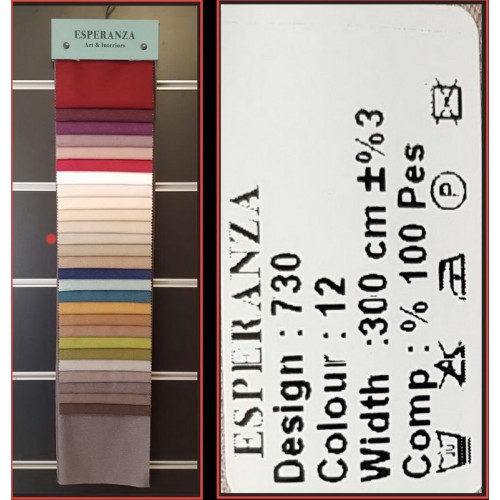 ESPERANZA
Art & Interiors
ESPERANZA
Design : 730
Colour : 12
Width :300 cm ±%3
Comp : % 100 Pes
P